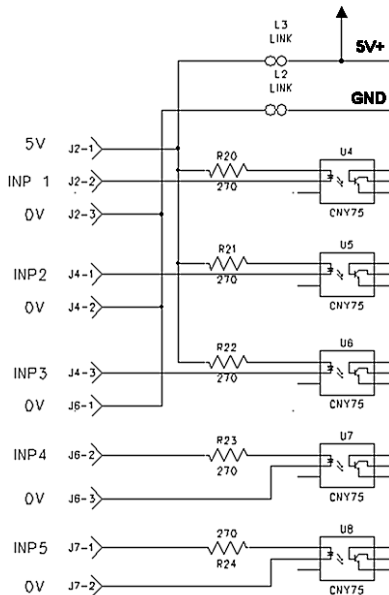 L3
LINK
5V+
L2
LINK
GND
5V J2-1
R20
U4
INP 1 J2-2
270
0V J2-3
CNY75
R21
U5
INP2 J4-1
270
0V J4-2
CNY75
R22
U6
INP3 J4-3
270
0V J6-1
CNY75
R23
U7
INP4 J6-2
270
0V J6-3
CNY75
270
U8
INP5 J7-1
R24
0V J7-2
CNY75